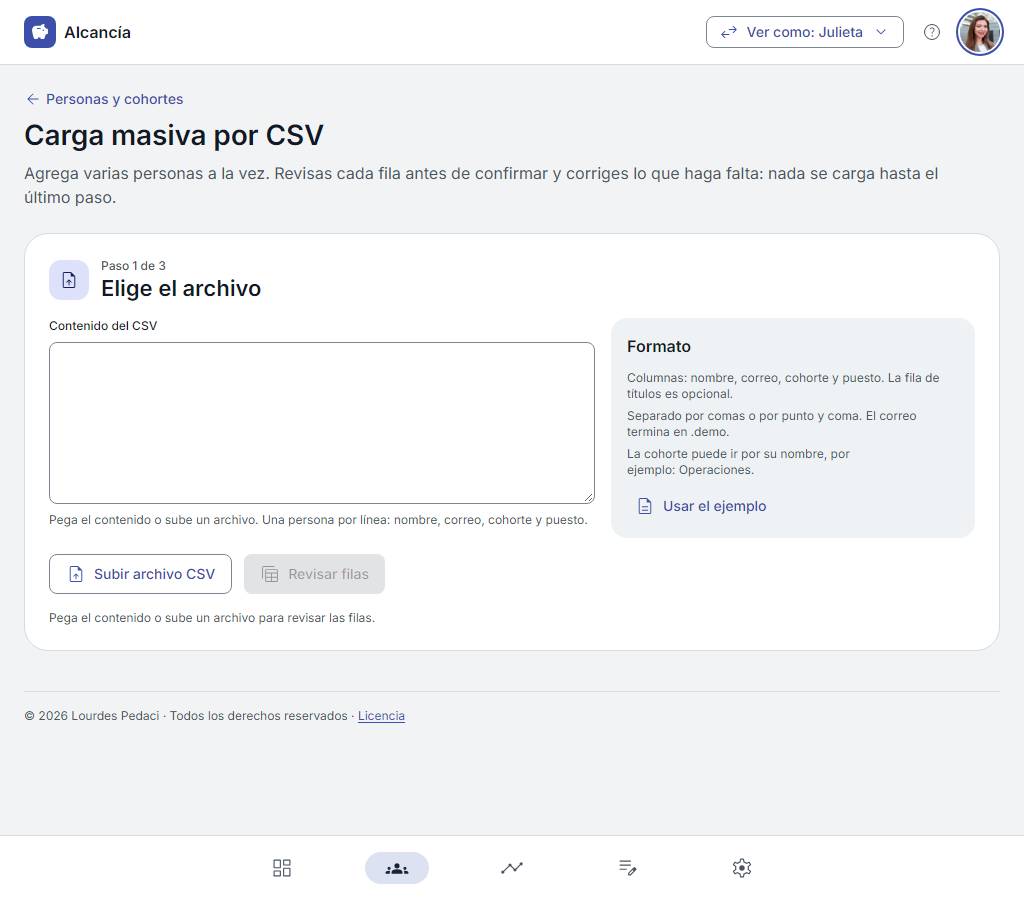 Alcancía
Ver como: Julieta
Personas y cohortes
Carga masiva por CSV
Agrega varias personas a la vez. Revisas cada fila antes de confirmar y corriges lo que haga falta: nada se carga hasta el
último paso.
Paso 1 de 3
Elige el archivo
Contenido del CSV
Pega el contenido o sube un archivo. Una persona por línea: nombre, correo, cohorte y puesto.
Subir archivo CSV
Revisar filas
Pega el contenido o sube un archivo para revisar las filas.
Formato
Columnas: nombre, correo, cohorte y puesto. La fila de
títulos es opcional.
Separado por comas o por punto y coma. El correo
termina en .demo.
La cohorte puede ir por su nombre, por
ejemplo: Operaciones.
Usar el ejemplo
© 2026 Lourdes Pedaci · Todos los derechos reservados · Licencia